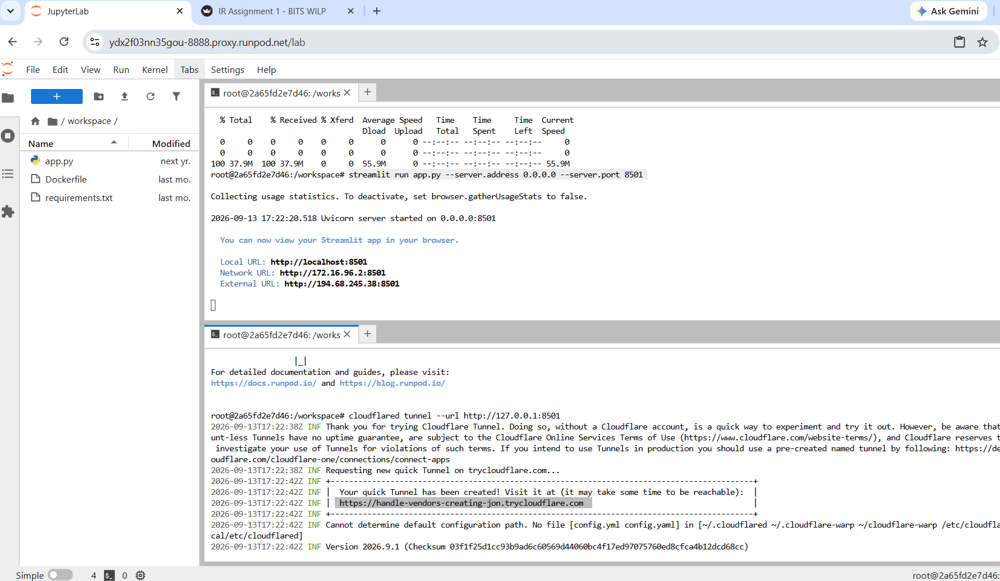 JupyterLab
IR Assignment 1 - BITS WILP
Ask Gemini
ydx2f03nn35gou-8888.proxy.runpod.net/lab
File Edit View Run Kernel Tabs Settings Help
/ workspace /
Name Modified
app.py next yr.
Dockerfile last mo.
requirements.txt last mo.
root@2a65fd2e7d46: /works
% Total % Received % Xferd Average Speed Time Time Time Current
Dload Upload Total Spent Left Speed
0 0 0 0 0 0 0 0 --:--:-- --:--:-- --:--:-- 0
0 0 0 0 0 0 0 0 --:--:-- --:--:-- --:--:-- 0
100 37.9M 100 37.9M 0 0 55.9M 0 --:--:-- --:--:-- --:--:-- 55.9M
root@2a65fd2e7d46:/workspace# streamlit run app.py --server.address 0.0.0.0 --server.port 8501
Collecting usage statistics. To deactivate, set browser.gatherUsageStats to false.
2026-09-13 17:22:20.518 Uvicorn server started on 0.0.0.0:8501
You can now view your Streamlit app in your browser.
Local URL: http://localhost:8501
Network URL: http://172.16.96.2:8501
External URL: http://194.68.245.38:8501
root@2a65fd2e7d46: /works
|_|
For detailed documentation and guides, please visit:
https://docs.runpod.io/ and https://blog.runpod.io/
root@2a65fd2e7d46:/workspace# cloudflared tunnel --url http://127.0.0.1:8501
2026-09-13T17:22:38Z INF Thank you for trying Cloudflare Tunnel. Doing so, without a Cloudflare account, is a quick way to experiment and try it out. However, be aware that
unt-less Tunnels have no uptime guarantee, are subject to the Cloudflare Online Services Terms of Use (https://www.cloudflare.com/website-terms/), and Cloudflare reserves t
investigate your use of Tunnels for violations of such terms. If you intend to use Tunnels in production you should use a pre-created named tunnel by following: https://de
oudflare.com/cloudflare-one/connections/connect-apps
2026-09-13T17:22:38Z INF Requesting new quick Tunnel on trycloudflare.com...
2026-09-13T17:22:42Z INF +--------------------------------------------------------------------------------------------+
2026-09-13T17:22:42Z INF | Your quick Tunnel has been created! Visit it at (it may take some time to be reachable): |
2026-09-13T17:22:42Z INF | https://handle-vendors-creating-jon.trycloudflare.com |
2026-09-13T17:22:42Z INF +--------------------------------------------------------------------------------------------+
2026-09-13T17:22:42Z INF Cannot determine default configuration path. No file [config.yml config.yaml] in [~/.cloudflared ~/.cloudflare-warp ~/cloudflare-warp /etc/cloudfla
cal/etc/cloudflared]
2026-09-13T17:22:42Z INF Version 2026.9.1 (Checksum 03f1f25d1cc93b9ad6c60569d44060bc4f17ed97075760ed8cfca4b12dcd68cc)
Simple 4 0 root@2a65fd2e7d46: